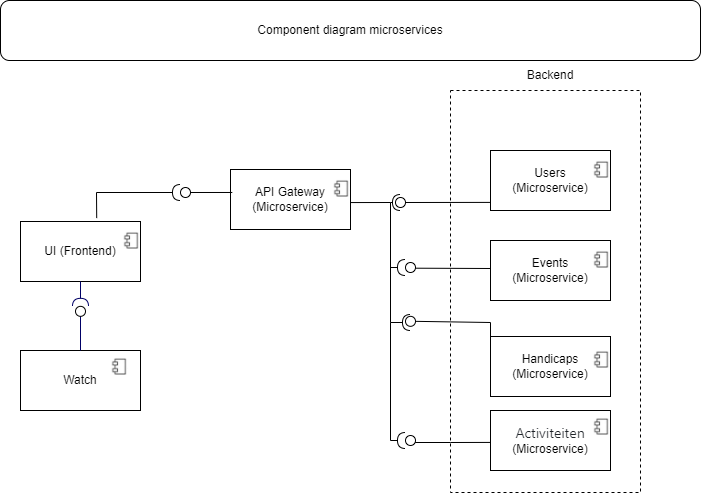 Component diagram microservices
Backend
Users
(Microservice)
API Gateway
(Microservice)
UI (Frontend)
Events
(Microservice)
Handicaps
(Microservice)
Watch
Activiteiten
(Microservice)